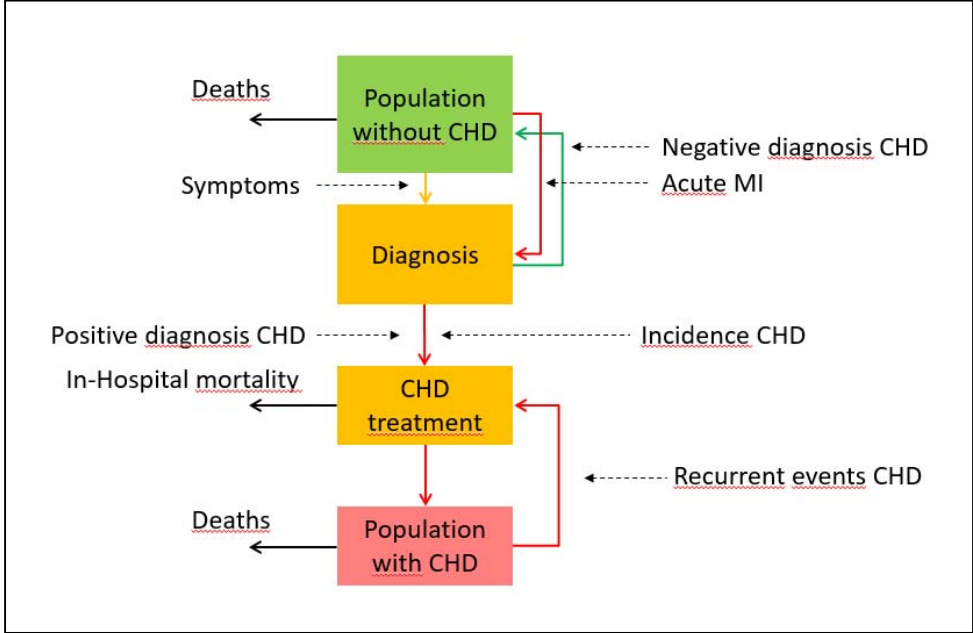 Deaths
Population
without CHD
Negative diagnosis CHD
Symptoms
Acute MI
Diagnosis
Positive diagnosis CHD
Incidence CHD
In-Hospital mortality
CHD
treatment
Recurrent events CHD
Deaths
Population
with CHD